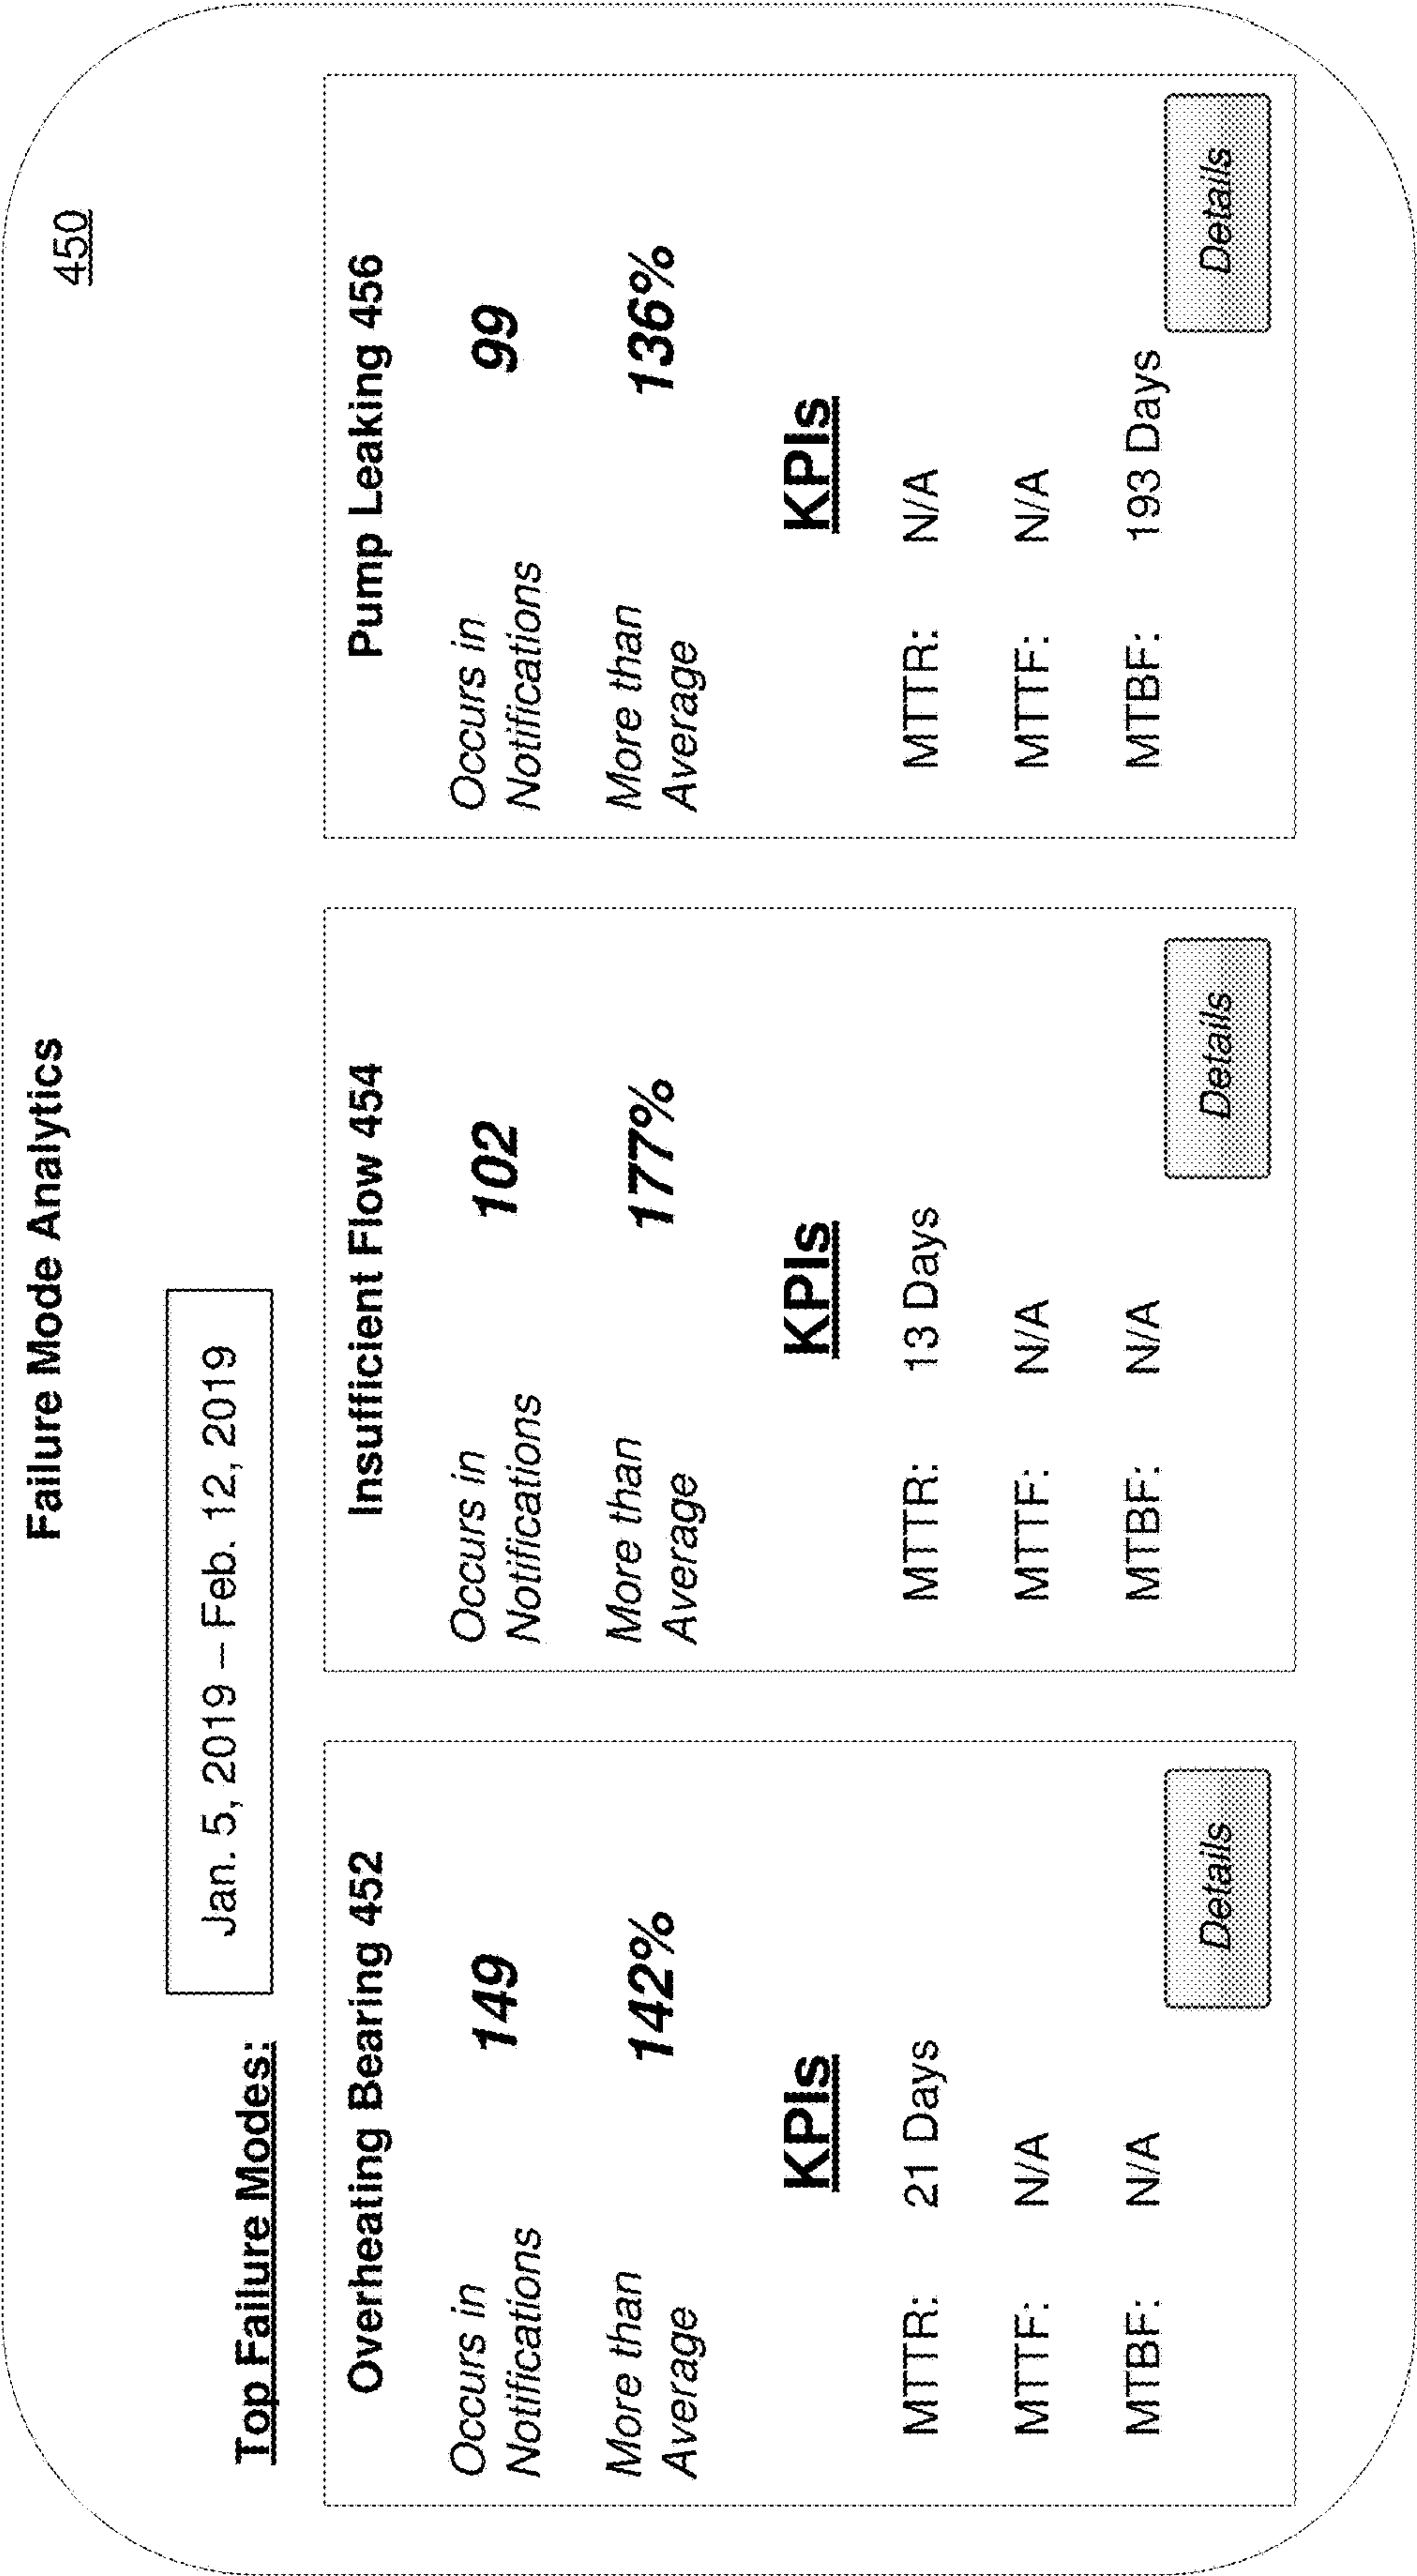 Failure Mode Analytics
450
Top Failure Modes:
Jan. 5, 2019 – Feb. 12, 2019
Overheating Bearing 452
Occurs in
Notifications
149
More than
Average
142%
KPIs
MTTR: 21 Days
MTTF: N/A
MTBF: N/A
Details
Insufficient Flow 454
Occurs in
Notifications
102
More than
Average
177%
KPIs
MTTR: 13 Days
MTTF: N/A
MTBF: N/A
Details
Pump Leaking 456
Occurs in
Notifications
99
More than
Average
136%
KPIs
MTTR: N/A
MTTF: N/A
MTBF: 193 Days
Details